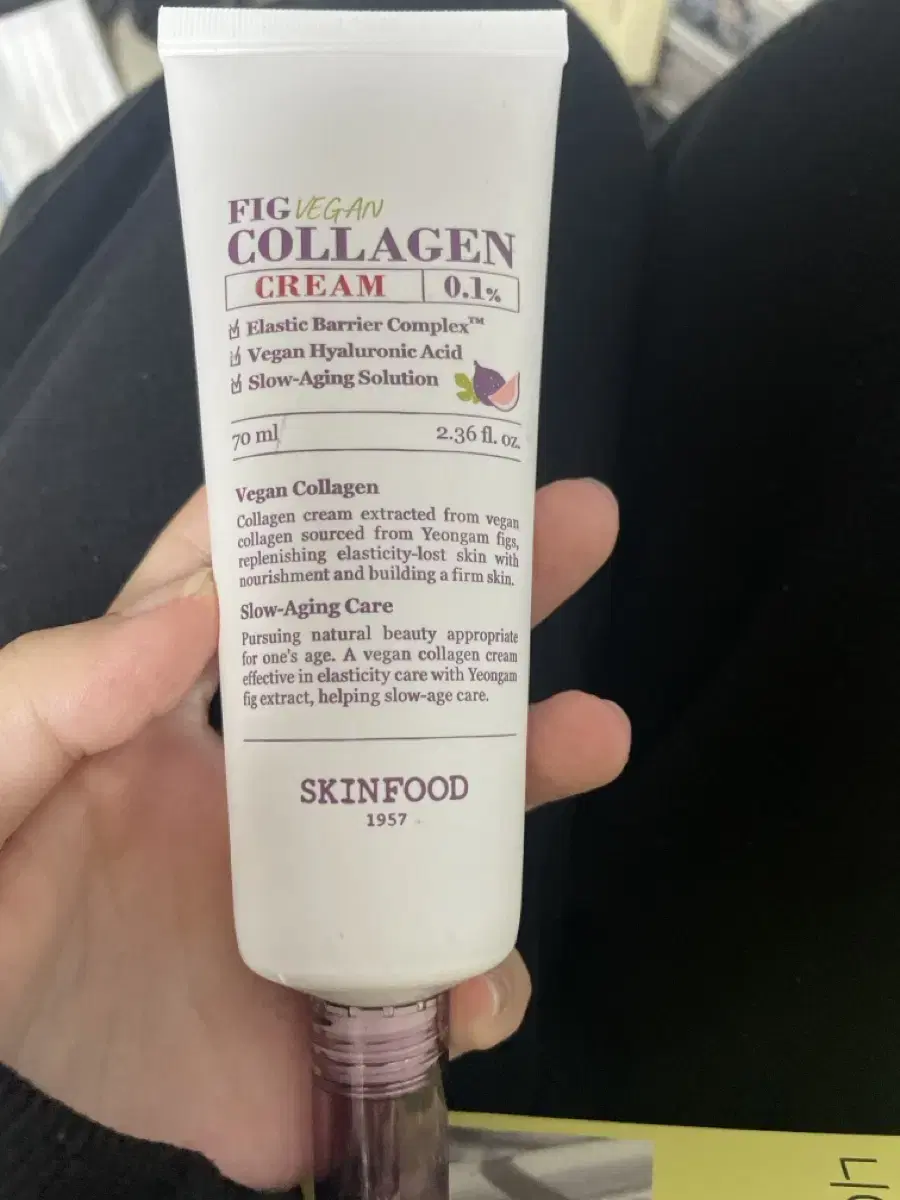 FIG VEGAN
COLLAGEN
CREAM 0.1%
Elastic Barrier Complex™
Vegan Hyaluronic Acid
Slow-Aging Solution
70 ml 2.36 fl. oz.
Vegan Collagen
Collagen cream extracted from vegan
collagen sourced from Yeongam figs,
replenishing elasticity-lost skin with
nourishment and building a firm skin.
Slow-Aging Care
Pursuing natural beauty appropriate
for one's age. A vegan collagen cream
effective in elasticity care with Yeongam
fig extract, helping slow-age care.
SKINFOOD
1957